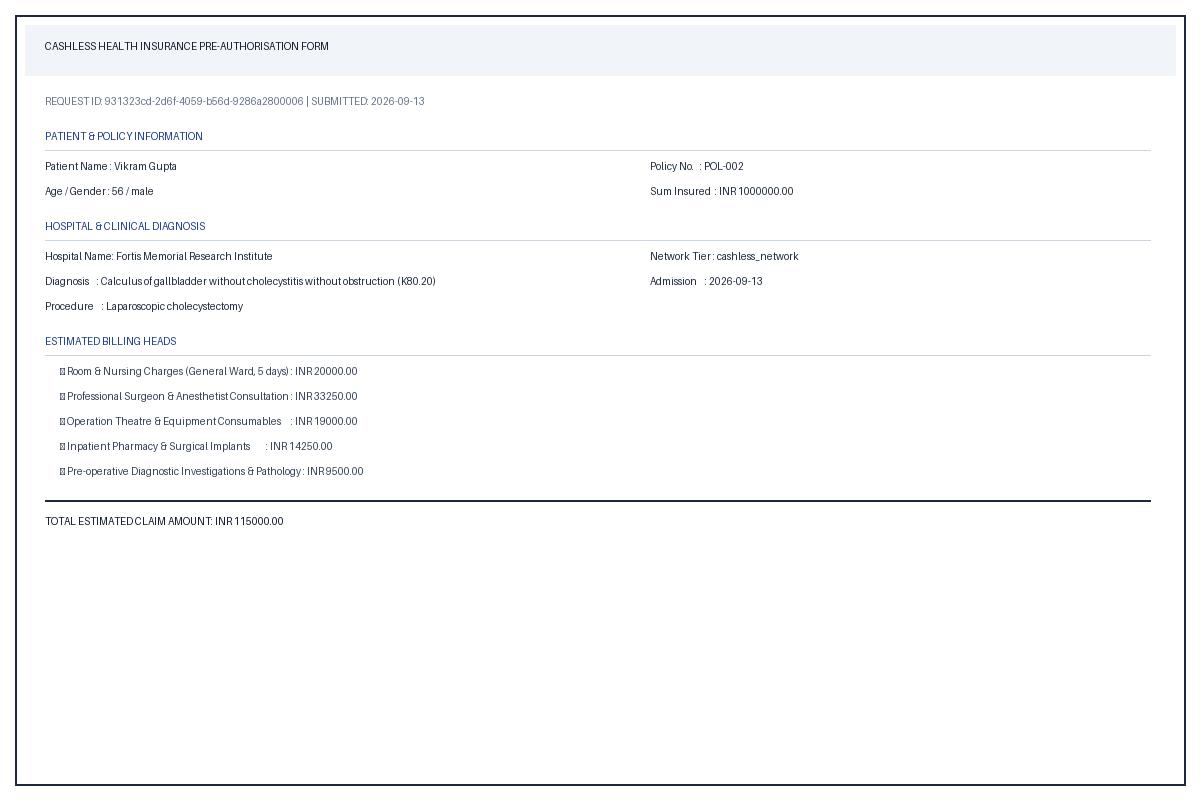 CASHLESS HEALTH INSURANCE PRE-AUTHORISATION FORM
REQUEST ID: 931323cd-2d6f-4059-b56d-9286a2800006 | SUBMITTED: 2026-09-13
PATIENT & POLICY INFORMATION
Patient Name : Vikram Gupta
Policy No. : POL-002
Age / Gender : 56 / male
Sum Insured : INR 1000000.00
HOSPITAL & CLINICAL DIAGNOSIS
Hospital Name: Fortis Memorial Research Institute
Network Tier : cashless_network
Diagnosis : Calculus of gallbladder without cholecystitis without obstruction (K80.20)
Admission : 2026-09-13
Procedure : Laparoscopic cholecystectomy
ESTIMATED BILLING HEADS
Room & Nursing Charges (General Ward, 5 days) : INR 20000.00
Professional Surgeon & Anesthetist Consultation : INR 33250.00
Operation Theatre & Equipment Consumables : INR 19000.00
Inpatient Pharmacy & Surgical Implants : INR 14250.00
Pre-operative Diagnostic Investigations & Pathology : INR 9500.00
TOTAL ESTIMATED CLAIM AMOUNT: INR 115000.00